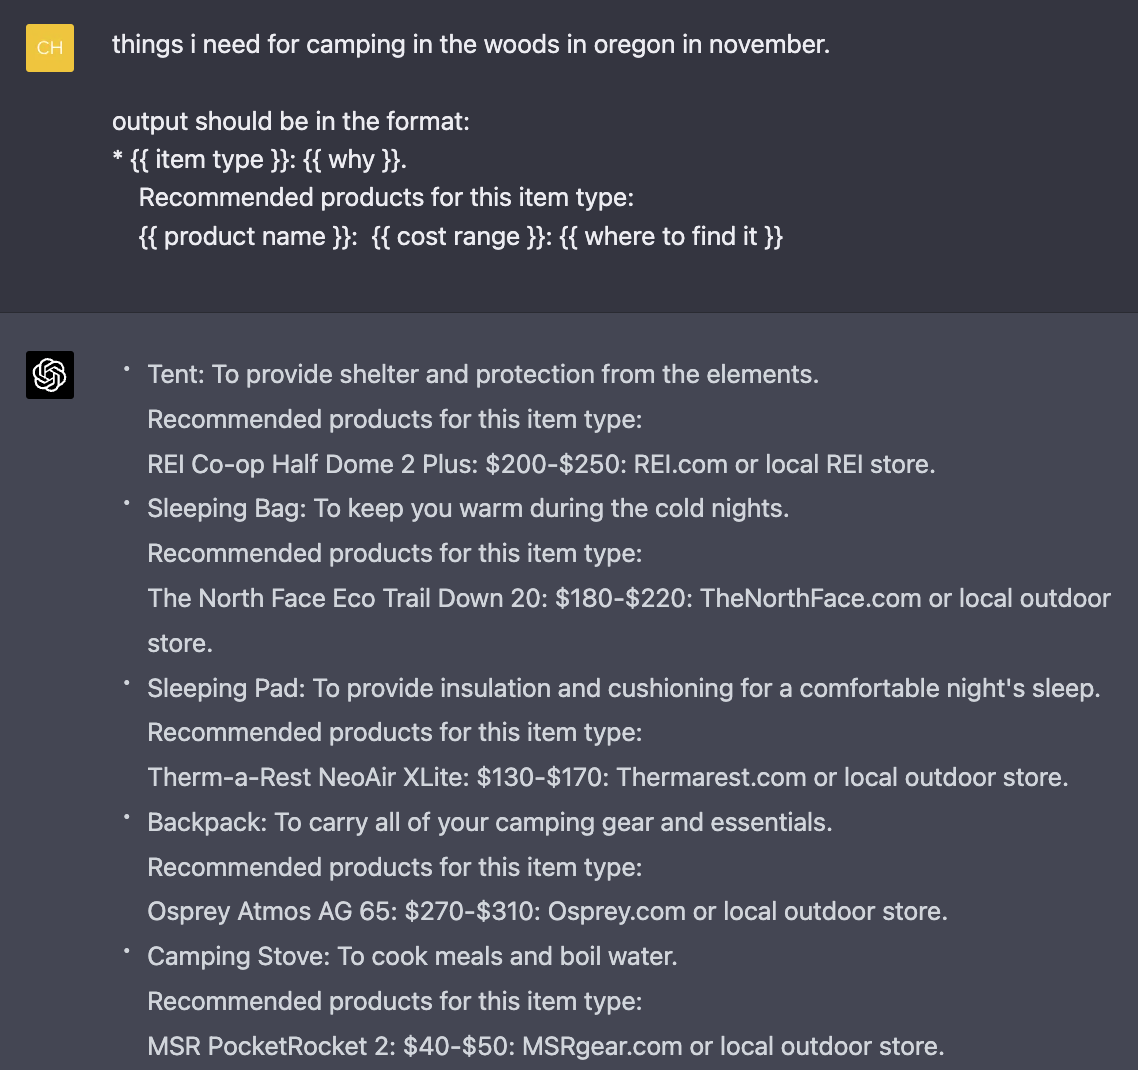 CH
things i need for camping in the woods in oregon in november.
output should be in the format:
* {{ item type }}: {{ why }}.
Recommended products for this item type:
{{ product name }}:  {{ cost range }}: {{ where to find it }}
• Tent: To provide shelter and protection from the elements.
Recommended products for this item type:
REI Co-op Half Dome 2 Plus: $200-$250: REI.com or local REI store.
• Sleeping Bag: To keep you warm during the cold nights.
Recommended products for this item type:
The North Face Eco Trail Down 20: $180-$220: TheNorthFace.com or local outdoor
store.
• Sleeping Pad: To provide insulation and cushioning for a comfortable night's sleep.
Recommended products for this item type:
Therm-a-Rest NeoAir XLite: $130-$170: Thermarest.com or local outdoor store.
• Backpack: To carry all of your camping gear and essentials.
Recommended products for this item type:
Osprey Atmos AG 65: $270-$310: Osprey.com or local outdoor store.
• Camping Stove: To cook meals and boil water.
Recommended products for this item type:
MSR PocketRocket 2: $40-$50: MSRgear.com or local outdoor store.